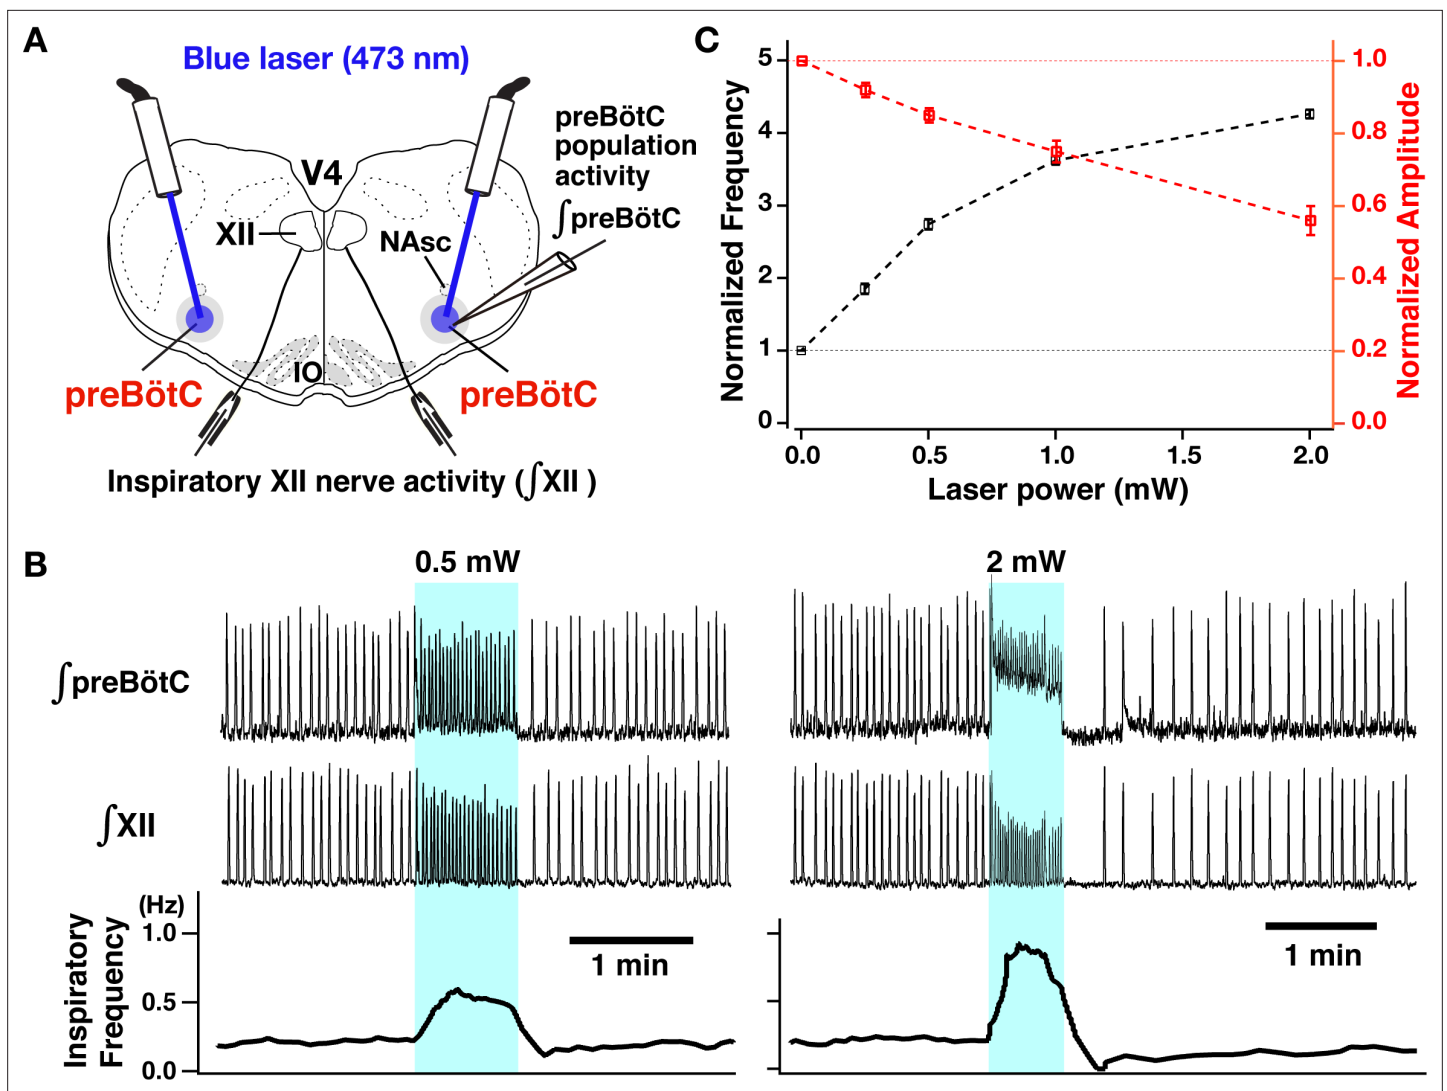 A
Blue laser (473 nm)
preBötC
population
activity
∫preBötC
V4
XII
NAsc
IO
preBötC
preBötC
Inspiratory XII nerve activity (∫XII )
C
Normalized Frequency
5
4
3
2
1
0
1.0
0.8
0.6
0.4
0.2
0.0
Normalized Amplitude
0.0 0.5 1.0 1.5 2.0
Laser power (mW)
B
0.5 mW
2 mW
∫preBötC
∫XII
(Hz)
Inspiratory
Frequency
1.0
0.5
0.0
1 min
1 min